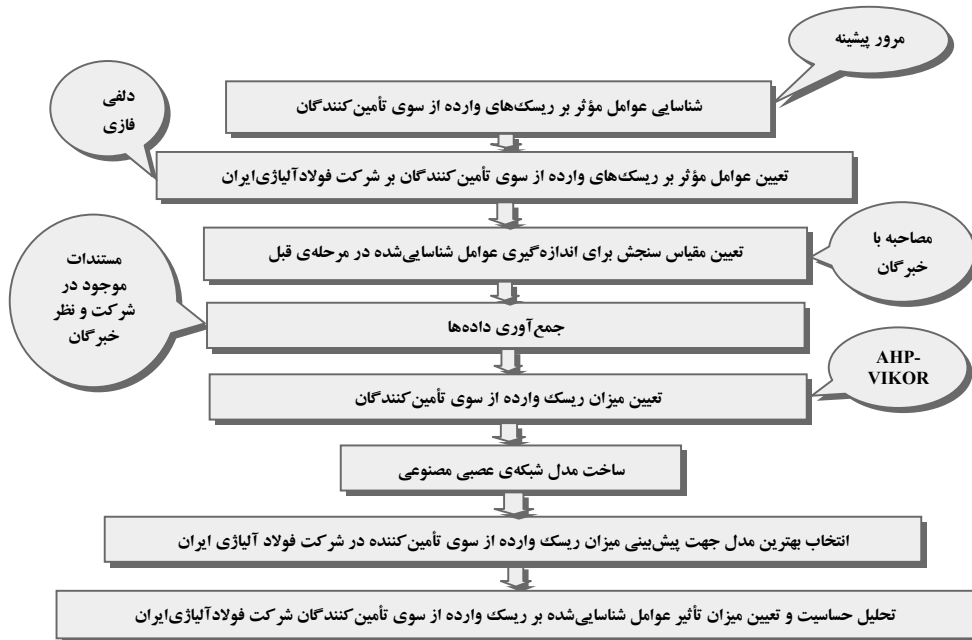 مرور پیشینه
شناسایی عوامل مؤثر بر ریسک‌های وارده از سوی تأمین‌کنندگان
دلفی
فازی
تعیین عوامل مؤثر بر ریسک‌های وارده از سوی تأمین‌کنندگان بر شرکت فولادآلیاژی‌ایران
تعیین مقیاس سنجش برای اندازه‌گیری عوامل شناسایی‌شده در مرحله‌ی قبل
مصاحبه با
خبرگان
مستندات
موجود در
شرکت و نظر
خبرگان
جمع‌آوری داده‌ها
تعیین میزان ریسک وارده از سوی تأمین‌کنندگان
AHP-
VIKOR
ساخت مدل شبکه‌ی عصبی مصنوعی
انتخاب بهترین مدل جهت پیش‌بینی میزان ریسک وارده از سوی تأمین‌کننده در شرکت فولاد آلیاژی ایران
تحلیل حساسیت و تعیین میزان تأثیر عوامل شناسایی‌شده بر ریسک وارده از سوی تأمین‌کنندگان شرکت فولادآلیاژی‌ایران